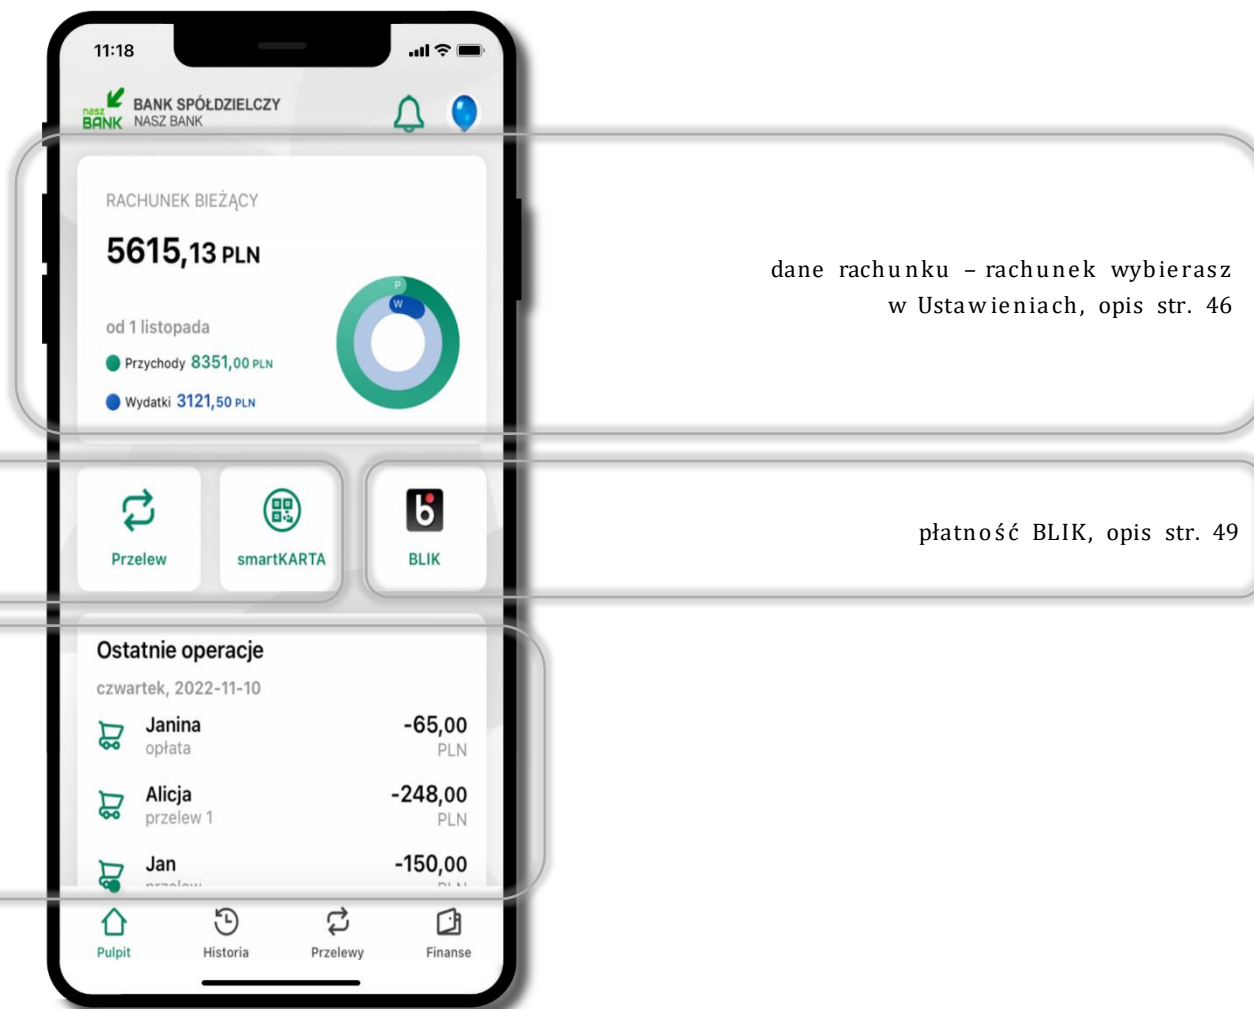 11:18
nasz BANK
BANK SPÓŁDZIELCZY
NASZ BANK
RACHUNEK BIEŻĄCY
5615,13 PLN
P
W
od 1 listopada
Przychody 8351,00 PLN
Wydatki 3121,50 PLN
dane rachunku – rachunek wybierasz
w Ustawieniach, opis str. 46
Przelew
smartKARTA
BLIK
płatność BLIK, opis str. 49
Ostatnie operacje
czwartek, 2022-11-10
Janina -65,00
opłata PLN
Alicja -248,00
przelew 1 PLN
Jan -150,00
przelew PLN
Pulpit
Historia
Przelewy
Finanse